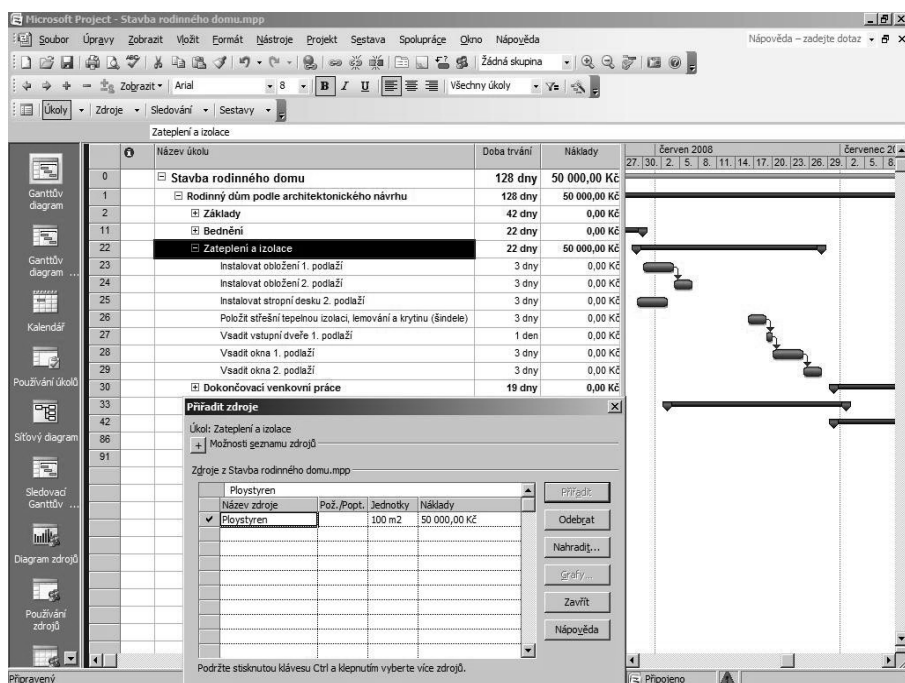 Microsoft Project - Stavba rodinného domu.mpp
Soubor Úpravy Zobrazit Vložit Formát Nástroje Projekt Sestava Spolupráce Okno Nápověda Nápověda – zadejte dotaz
Žádná skupina
Zobrazit Arial 8 B I U Všechny úkoly
Úkoly Zdroje Sledování Sestavy
Zateplení a izolace
Název úkolu Doba trvání Náklady
červen 2008 červenec 20
27. 30. 2. 5. 8. 11. 14. 17. 20. 23. 26. 29. 2. 5. 8.
0 Stavba rodinného domu 128 dny 50 000,00 Kč
1 Rodinný dům podle architektonického návrhu 128 dny 50 000,00 Kč
2 Základy 42 dny 0,00 Kč
11 Bednění 22 dny 0,00 Kč
22 Zateplení a izolace 22 dny 50 000,00 Kč
23 Instalovat obložení 1. podlaží 3 dny 0,00 Kč
24 Instalovat obložení 2. podlaží 3 dny 0,00 Kč
25 Instalovat stropní desku 2. podlaží 3 dny 0,00 Kč
26 Položit střešní tepelnou izolaci, lemování a krytinu (šindele) 3 dny 0,00 Kč
27 Vsadit vstupní dveře 1. podlaží 1 den 0,00 Kč
28 Vsadit okna 1. podlaží 3 dny 0,00 Kč
29 Vsadit okna 2. podlaží 3 dny 0,00 Kč
30 Dokončovací venkovní práce 19 dny 0,00 Kč
33
42
86
91
Ganttův
diagram
Ganttův
diagram ...
Kalendář
Používání úkolů
Síťový diagram
Sledovací
Ganttův ...
Diagram zdrojů
Používání
zdrojů
Přiřadit zdroje
Úkol: Zateplení a izolace
+ Možnosti seznamu zdrojů
Zdroje z Stavba rodinného domu.mpp
Ploystyren
Název zdroje Pož./Popt. Jednotky Náklady
Ploystyren 100 m2 50 000,00 Kč
Přiřadit
Odebrat
Nahradit...
Grafy...
Zavřít
Nápověda
Podržte stisknutou klávesu Ctrl a klepnutím vyberte více zdrojů.
Připravený Připojeno